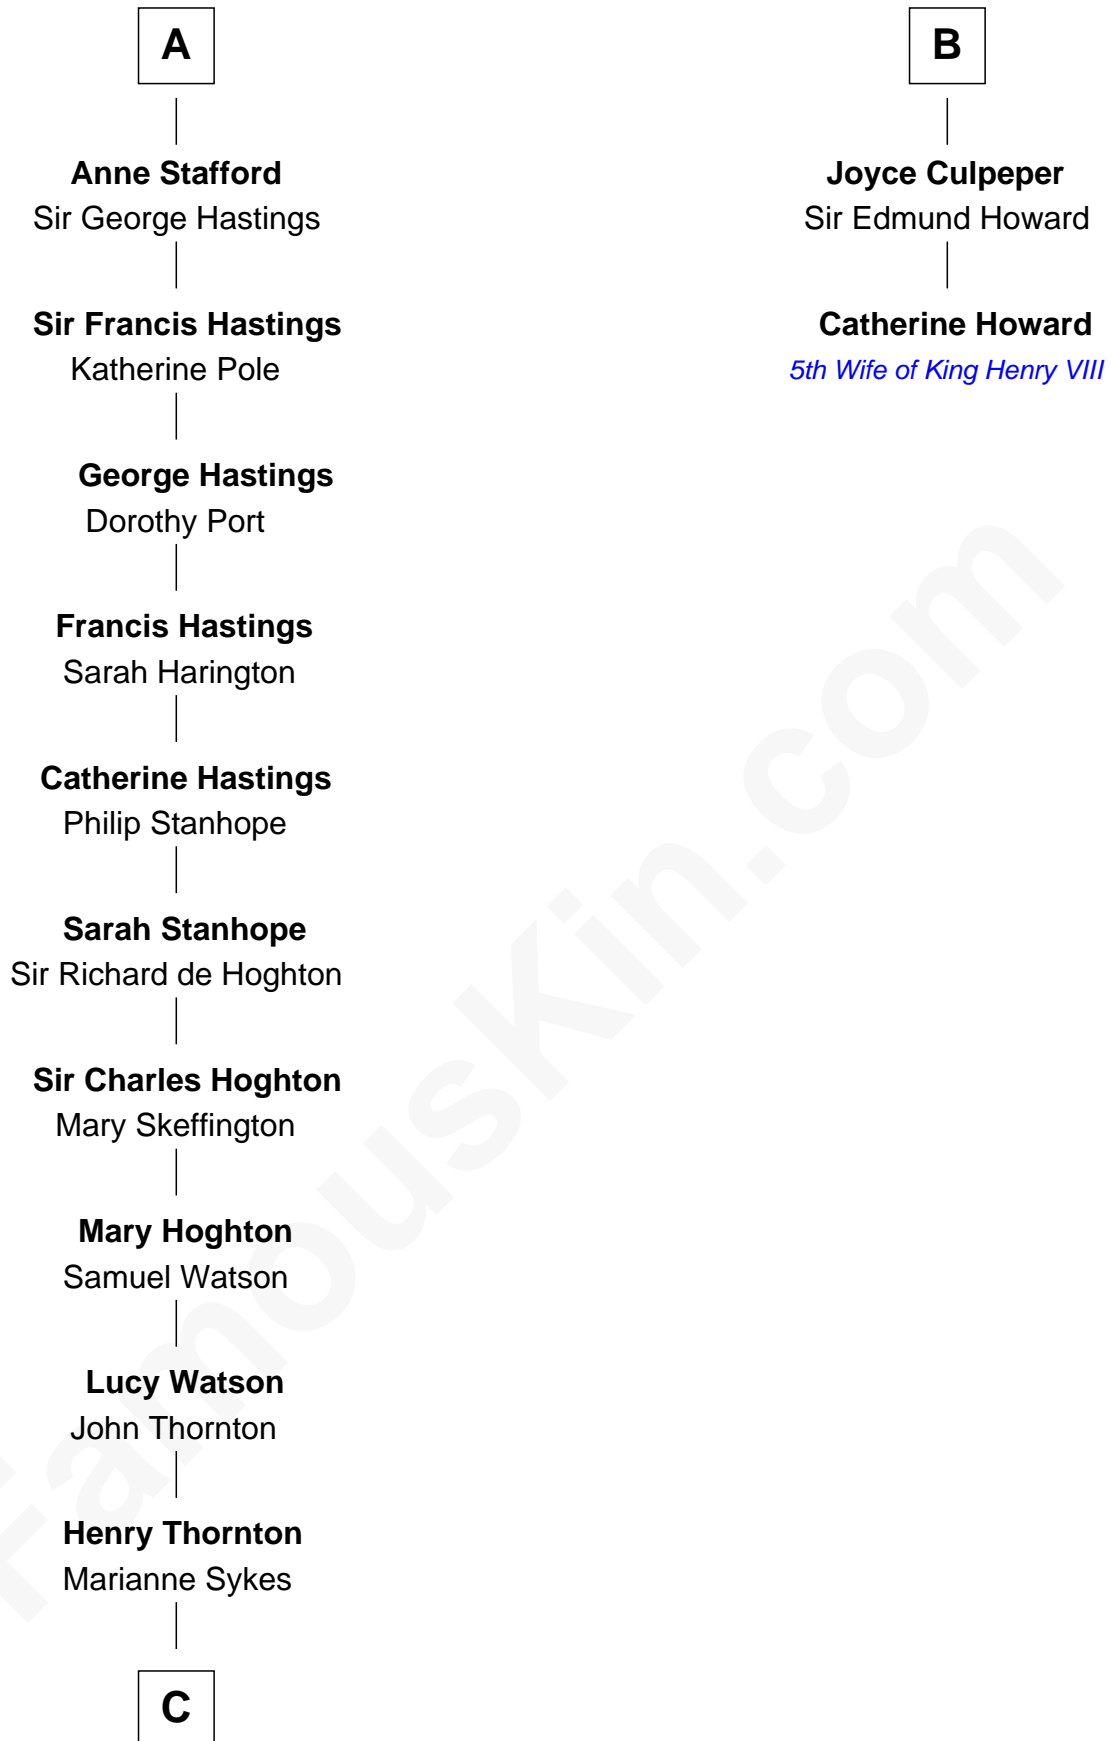 A
Anne Stafford
Sir George Hastings
Sir Francis Hastings
Katherine Pole
George Hastings
Dorothy Port
Francis Hastings
Sarah Harington
Catherine Hastings
Philip Stanhope
Sarah Stanhope
Sir Richard de Hoghton
Sir Charles Hoghton
Mary Skeffington
Mary Hoghton
Samuel Watson
Lucy Watson
John Thornton
Henry Thornton
Marianne Sykes
C
B
Joyce Culpeper
Sir Edmund Howard
Catherine Howard
5th Wife of King Henry VIII
FamousKin.com